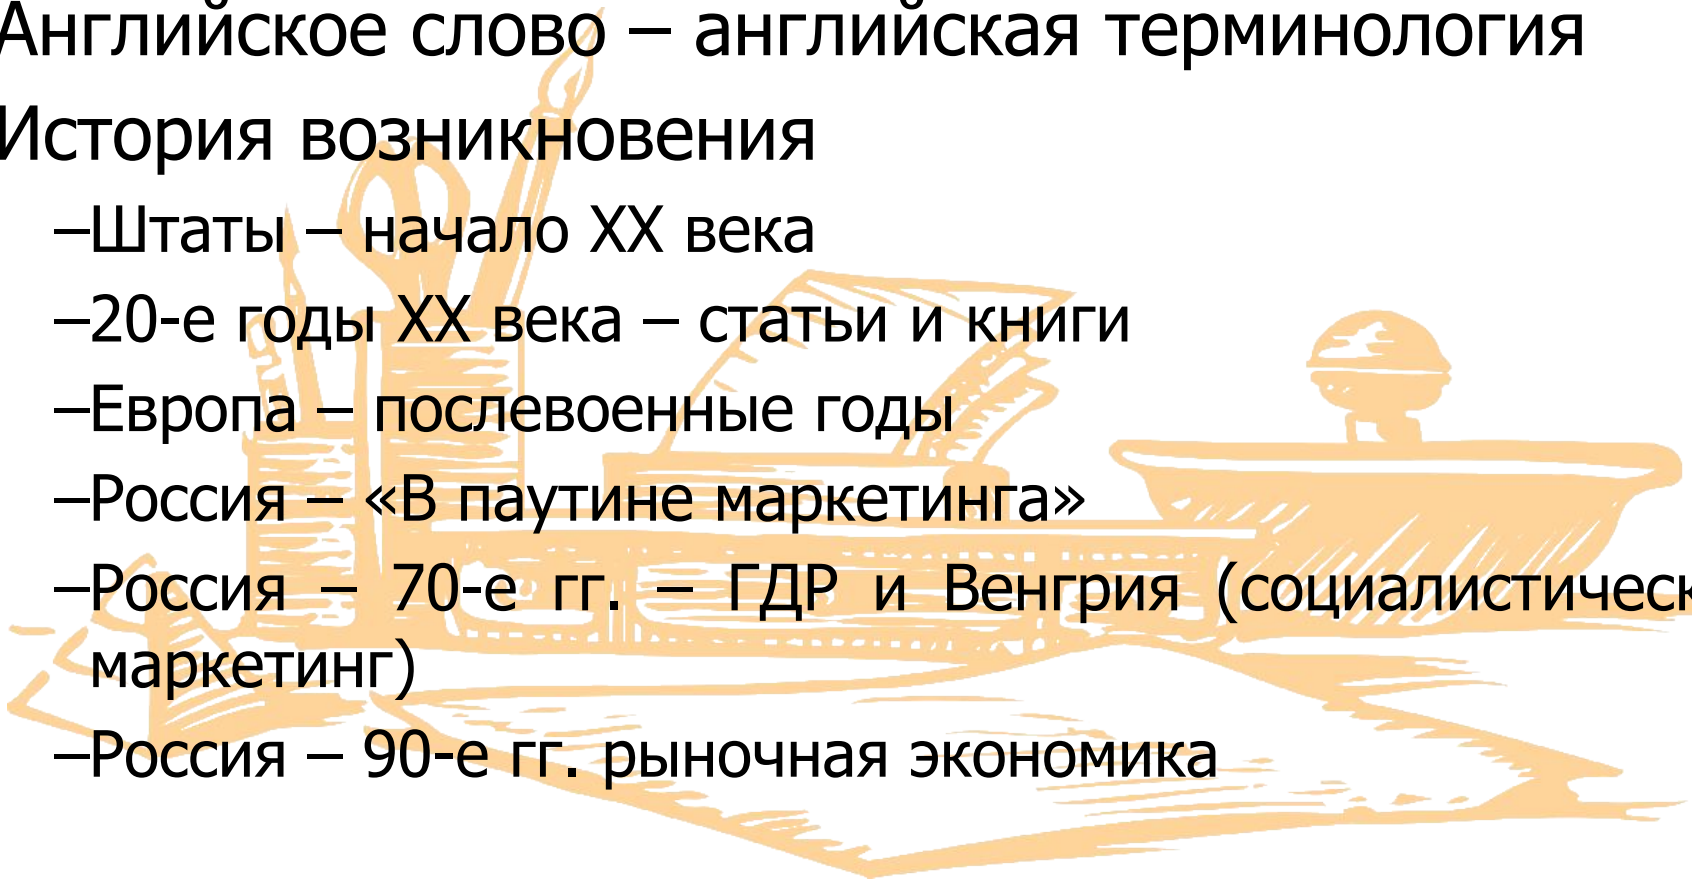 Английское слово – английская терминология
История возникновения
–Штаты – начало XX века
–20-е годы XX века – статьи и книги
–Европа – послевоенные годы
–Россия – «В паутине маркетинга»
–Россия – 70-е гг. – ГДР и Венгрия (социалистическ
маркетинг)
–Россия – 90-е гг. рыночная экономика